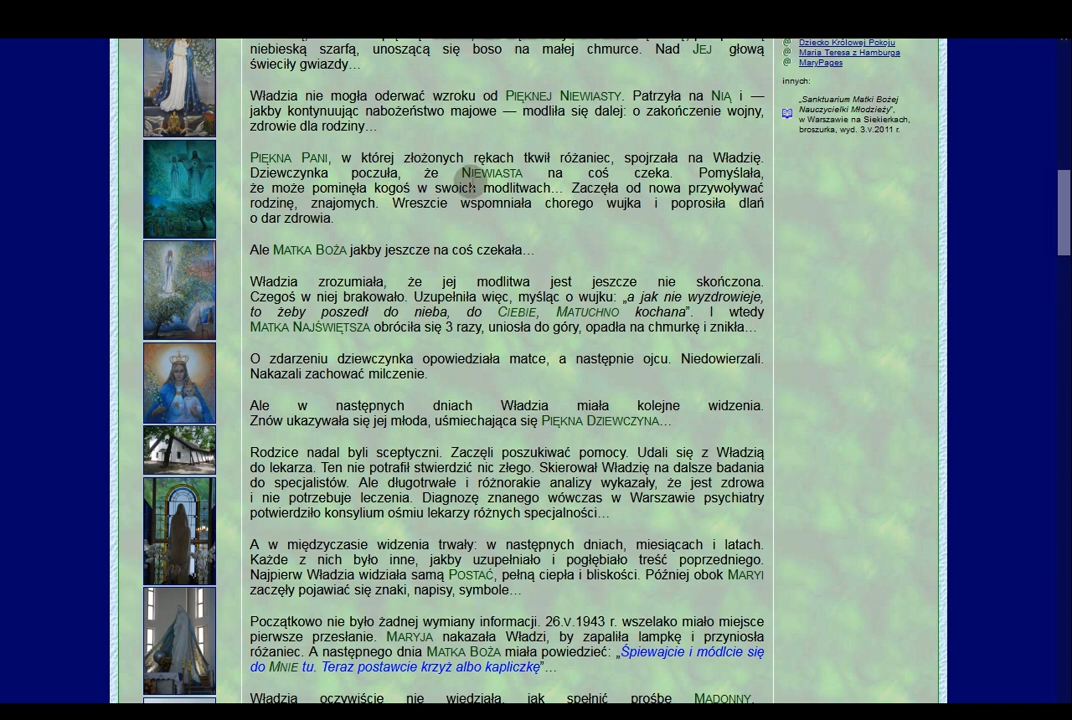 niebieską szarfą, unoszącą się boso na małej chmurce. Nad JEJ głową
świeciły gwiazdy…
Władzia nie mogła oderwać wzroku od PIĘKNEJ NIEWIASTY. Patrzyła na NIĄ i —
jakby kontynuując nabożeństwo majowe — modliła się dalej: o zakończenie wojny,
zdrowie dla rodziny…
PIĘKNA PANI, w której złożonych rękach tkwił różaniec, spojrzała na Władzię.
Dziewczynka poczuła, że NIEWIASTA na coś czeka. Pomyślała,
że może pominęła kogoś w swoich modlitwach… Zaczęła od nowa przywoływać
rodzinę, znajomych. Wreszcie wspomniała chorego wujka i poprosiła dlań
o dar zdrowia.
Ale MATKA BOŻA jakby jeszcze na coś czekała…
Władzia zrozumiała, że jej modlitwa jest jeszcze nie skończona.
Czegoś w niej brakowało. Uzupełniła więc, myśląc o wujku: „a jak nie wyzdrowieje,
to żeby poszedł do nieba, do CIEBIE, MATUCHNO kochana”. I wtedy
MATKA NAJŚWIĘTSZA obróciła się 3 razy, uniosła do góry, opadła na chmurkę i znikła…
O zdarzeniu dziewczynka opowiedziała matce, a następnie ojcu. Niedowierzali.
Nakazali zachować milczenie.
Ale w następnych dniach Władzia miała kolejne widzenia.
Znów ukazywała się jej młoda, uśmiechająca się PIĘKNA DZIEWCZYNA…
Rodzice nadal byli sceptyczni. Zaczęli poszukiwać pomocy. Udali się z Władzią
do lekarza. Ten nie potrafił stwierdzić nic złego. Skierował Władzię na dalsze badania
do specjalistów. Ale długotrwałe i różnorakie analizy wykazały, że jest zdrowa
i nie potrzebuje leczenia. Diagnozę znanego wówczas w Warszawie psychiatry
potwierdziło konsylium ośmiu lekarzy różnych specjalności…
A w międzyczasie widzenia trwały: w następnych dniach, miesiącach i latach.
Każde z nich było inne, jakby uzupełniało i pogłębiało treść poprzedniego.
Najpierw Władzia widziała samą POSTAĆ, pełną ciepła i bliskości. Później obok MARYI
zaczęły pojawiać się znaki, napisy, symbole…
Początkowo nie było żadnej wymiany informacji. 26.V.1943 r. wszelako miało miejsce
pierwsze przesłanie. MARYJA nakazała Władzi, by zapaliła lampkę i przyniosła
różaniec. A następnego dnia MATKA BOŻA miała powiedzieć: „Śpiewajcie i módlcie się
do MNIE tu. Teraz postawcie krzyż albo kapliczkę”…
Władzia oczywiście nie wiedziała, jak spełnić prośbę MADONNY.
@ Dziecko Królowej Pokoju
@ Maria Teresa z Hamburga
@ MaryPages
innych:
„Sanktuarium Matki Bożej
Nauczycielki Młodzieży”,
w Warszawie na Siekierkach,
broszurka, wyd. 3.V.2011 r.